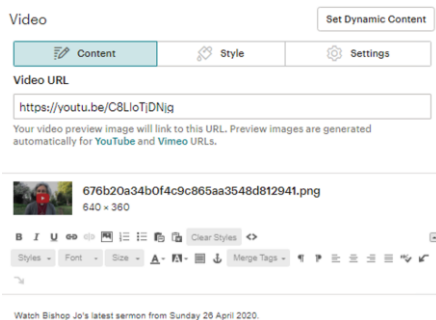 Video
Set Dynamic Content
Content
Style
Settings
Video URL
https://youtu.be/C8LloTjDNjg
Your video preview image will link to this URL. Preview images are generated
automatically for YouTube and Vimeo URLs.
676b20a34b0f4c9c865aa3548d812941.png
640 × 360
B I U Clear Styles <>
Styles Font Size A A Merge Tags ¶
Watch Bishop Jo's latest sermon from Sunday 26 April 2020.